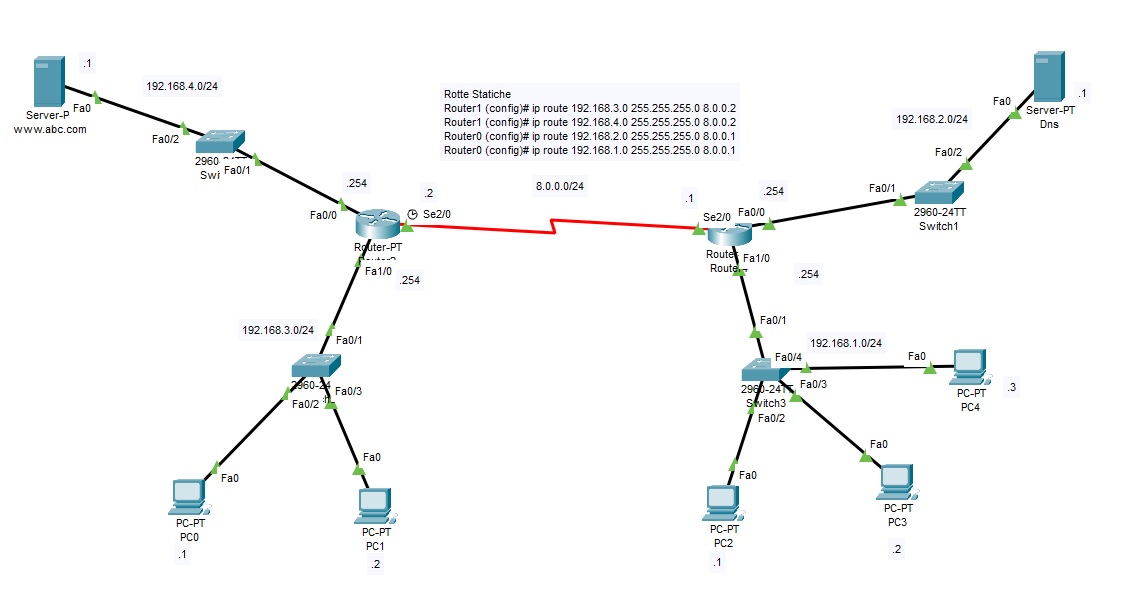 .1
192.168.4.0/24
Fa0
Server-P
www.abc.com
Fa0/2
Fa0/1
Rotte Statiche
Router1 (config)# ip route 192.168.3.0 255.255.255.0 8.0.0.2
Router1 (config)# ip route 192.168.4.0 255.255.255.0 8.0.0.2
Router0 (config)# ip route 192.168.2.0 255.255.255.0 8.0.0.1
Router0 (config)# ip route 192.168.1.0 255.255.255.0 8.0.0.1
Fa0
.1
Server-PT
Dns
192.168.2.0/24
Fa0/2
Fa0/1
2960-24TT
Switch1
.254
.2
8.0.0.0/24
.1
.254
Fa0/0
Se2/0
Se2/0
Fa0/0
Router-PT
Fa1/0
.254
Fa1/0
.254
192.168.3.0/24
Fa0/1
Fa0/1
192.168.1.0/24
Fa0/4
Fa0
2960-24
Fa0/3
Fa0/2
2960-24TT
Switch3
Fa0/3
Fa0/2
PC-PT
PC4
.3
Fa0
Fa0
Fa0
Fa0
PC-PT
PC0
.1
PC-PT
PC1
.2
PC-PT
PC2
.1
PC-PT
PC3
.2